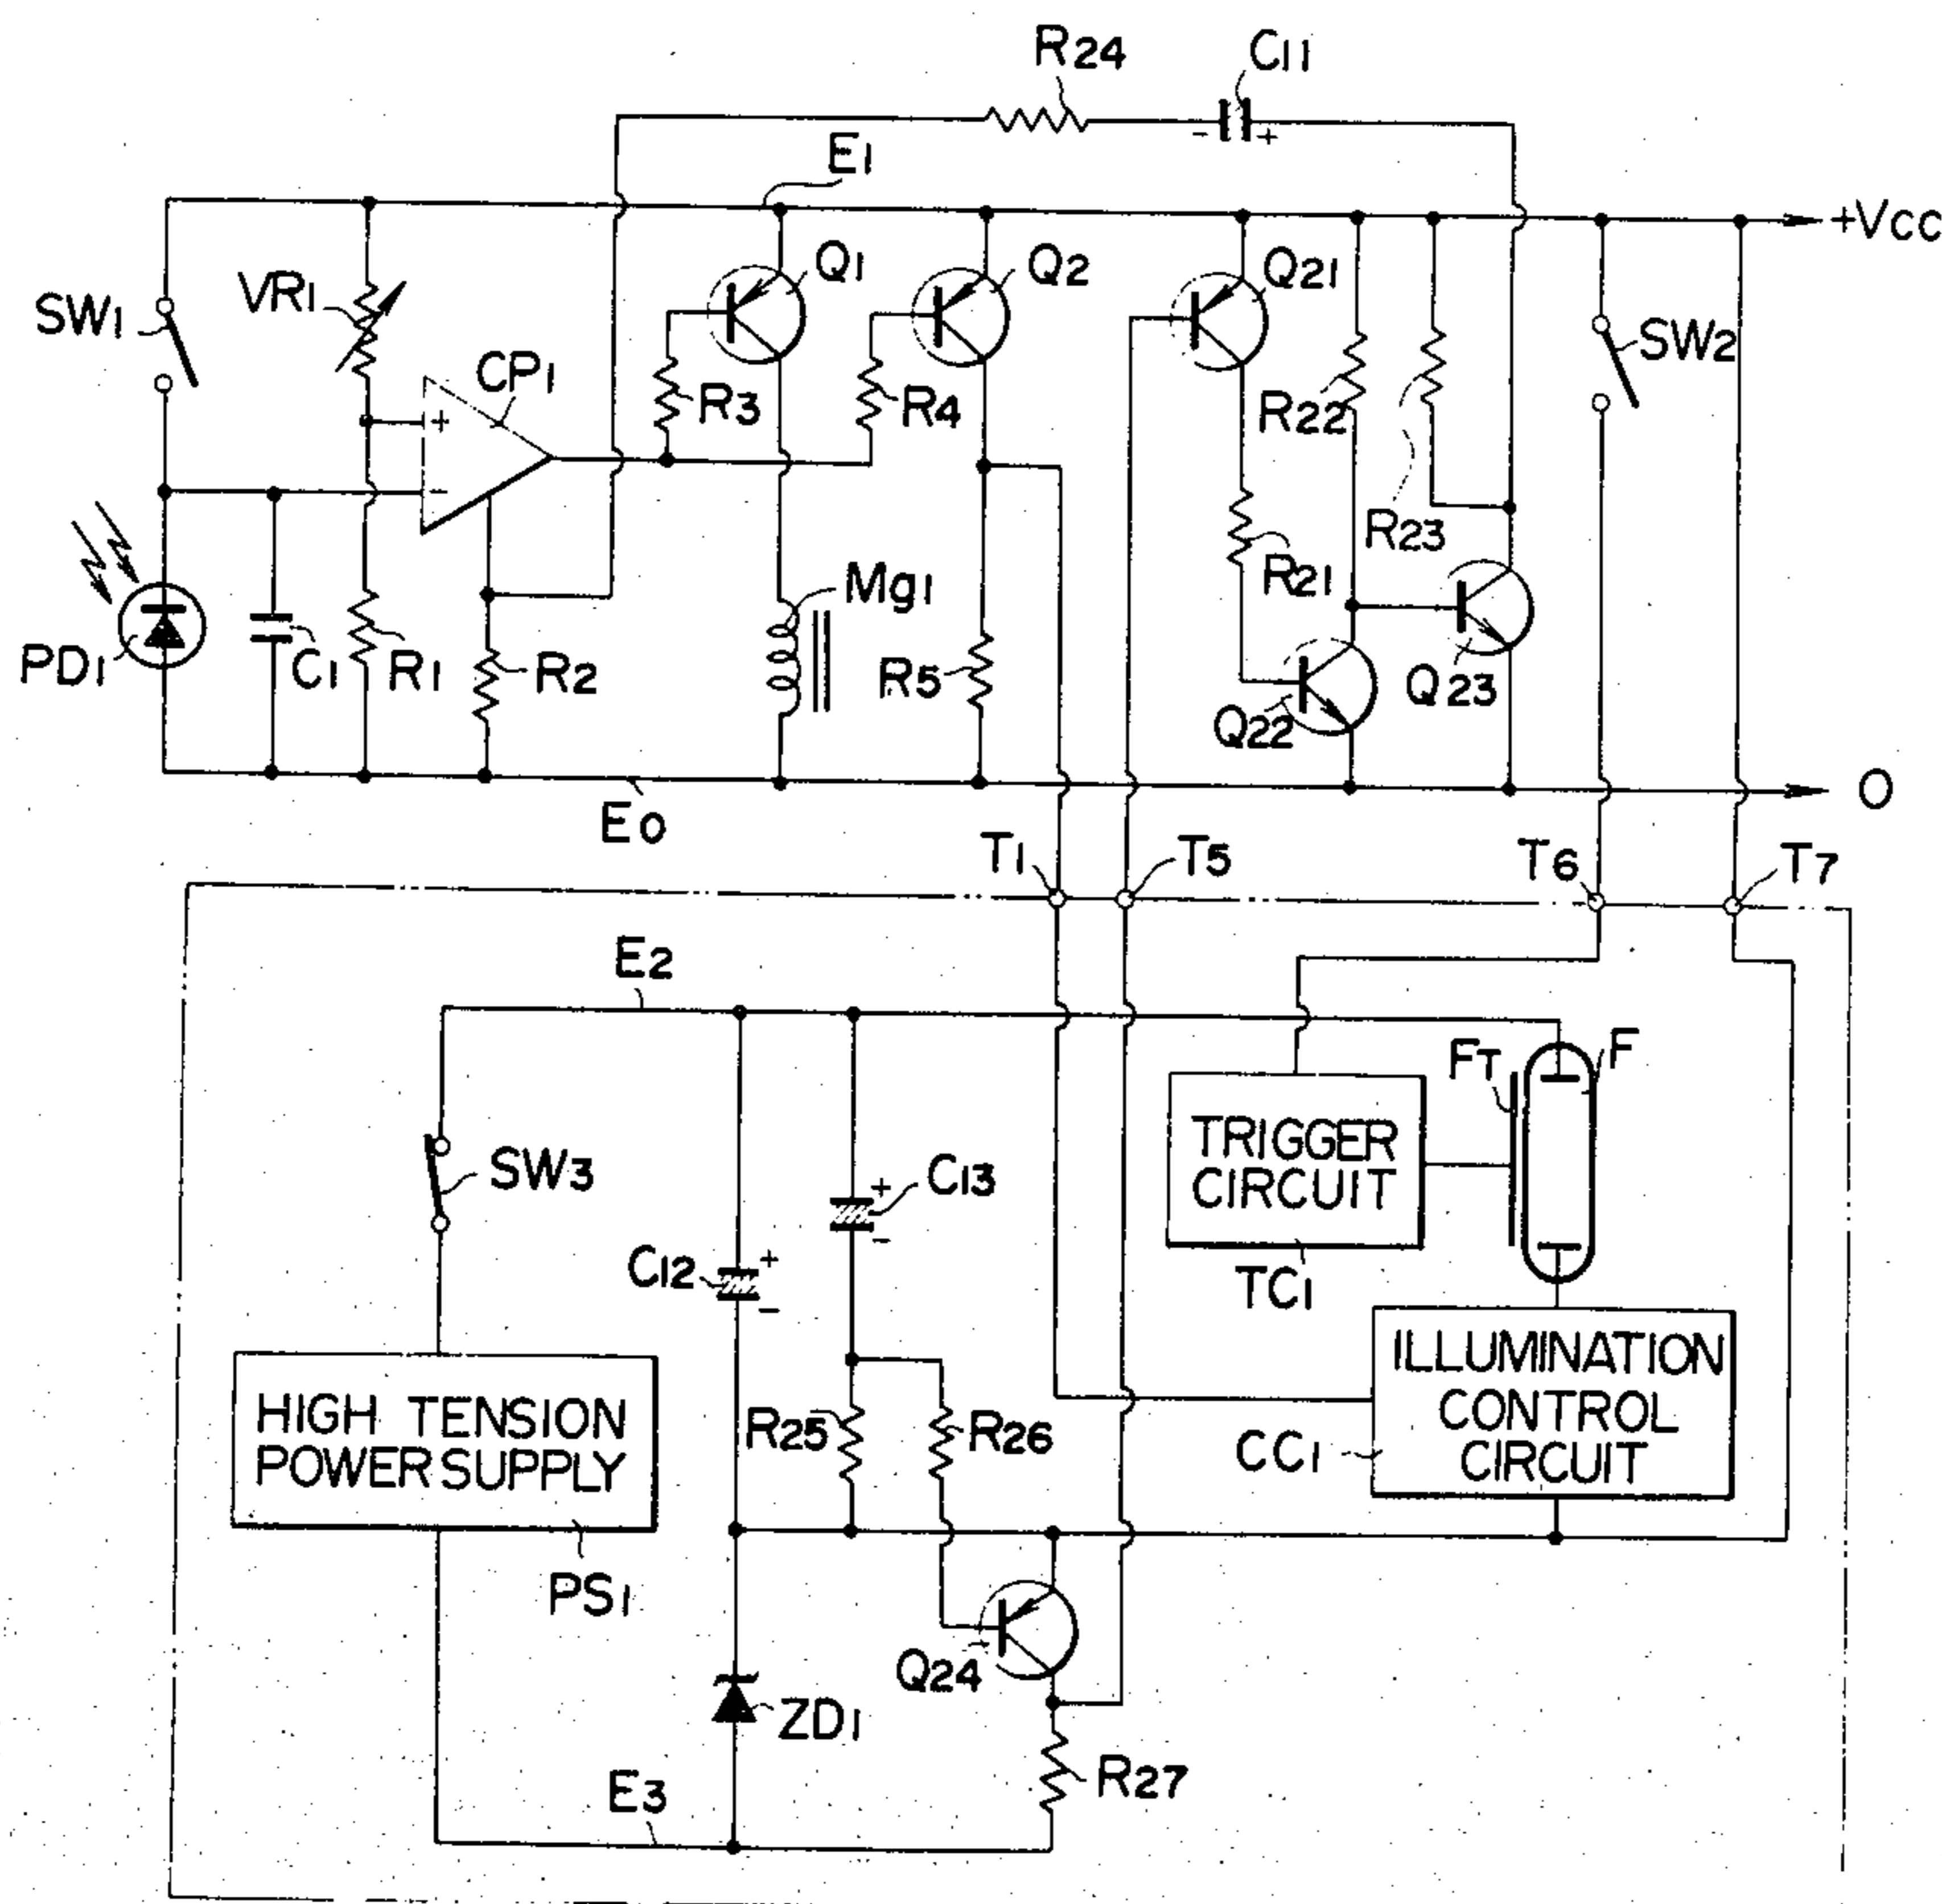 R24
C11
E1
+Vcc
SW1
VR1
CP1
Q1
Q2
Q21
SW2
R3
R4
R22
R23
R21
Mg1
PD1
C1
R1
R2
R5
Q22
Q23
E0
O
T1
T5
T6
T7
+
-
-
+
E2
FT
F
SW3
C13
+
-
TRIGGER
CIRCUIT
C12
+
-
TC1
ILLUMINATION
CONTROL
CIRCUIT
HIGH TENSION
POWER SUPPLY
R25
R26
CC1
PS1
Q24
ZD1
E3
R27